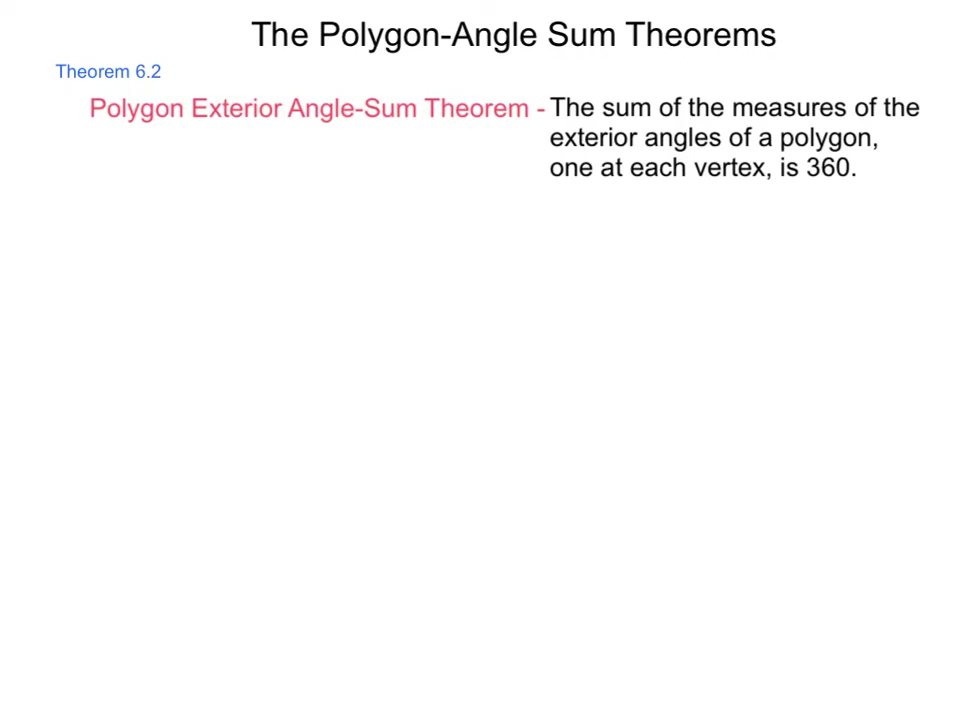 The Polygon-Angle Sum Theorems
Theorem 6.2
Polygon Exterior Angle-Sum Theorem - The sum of the measures of the
exterior angles of a polygon,
one at each vertex, is 360.